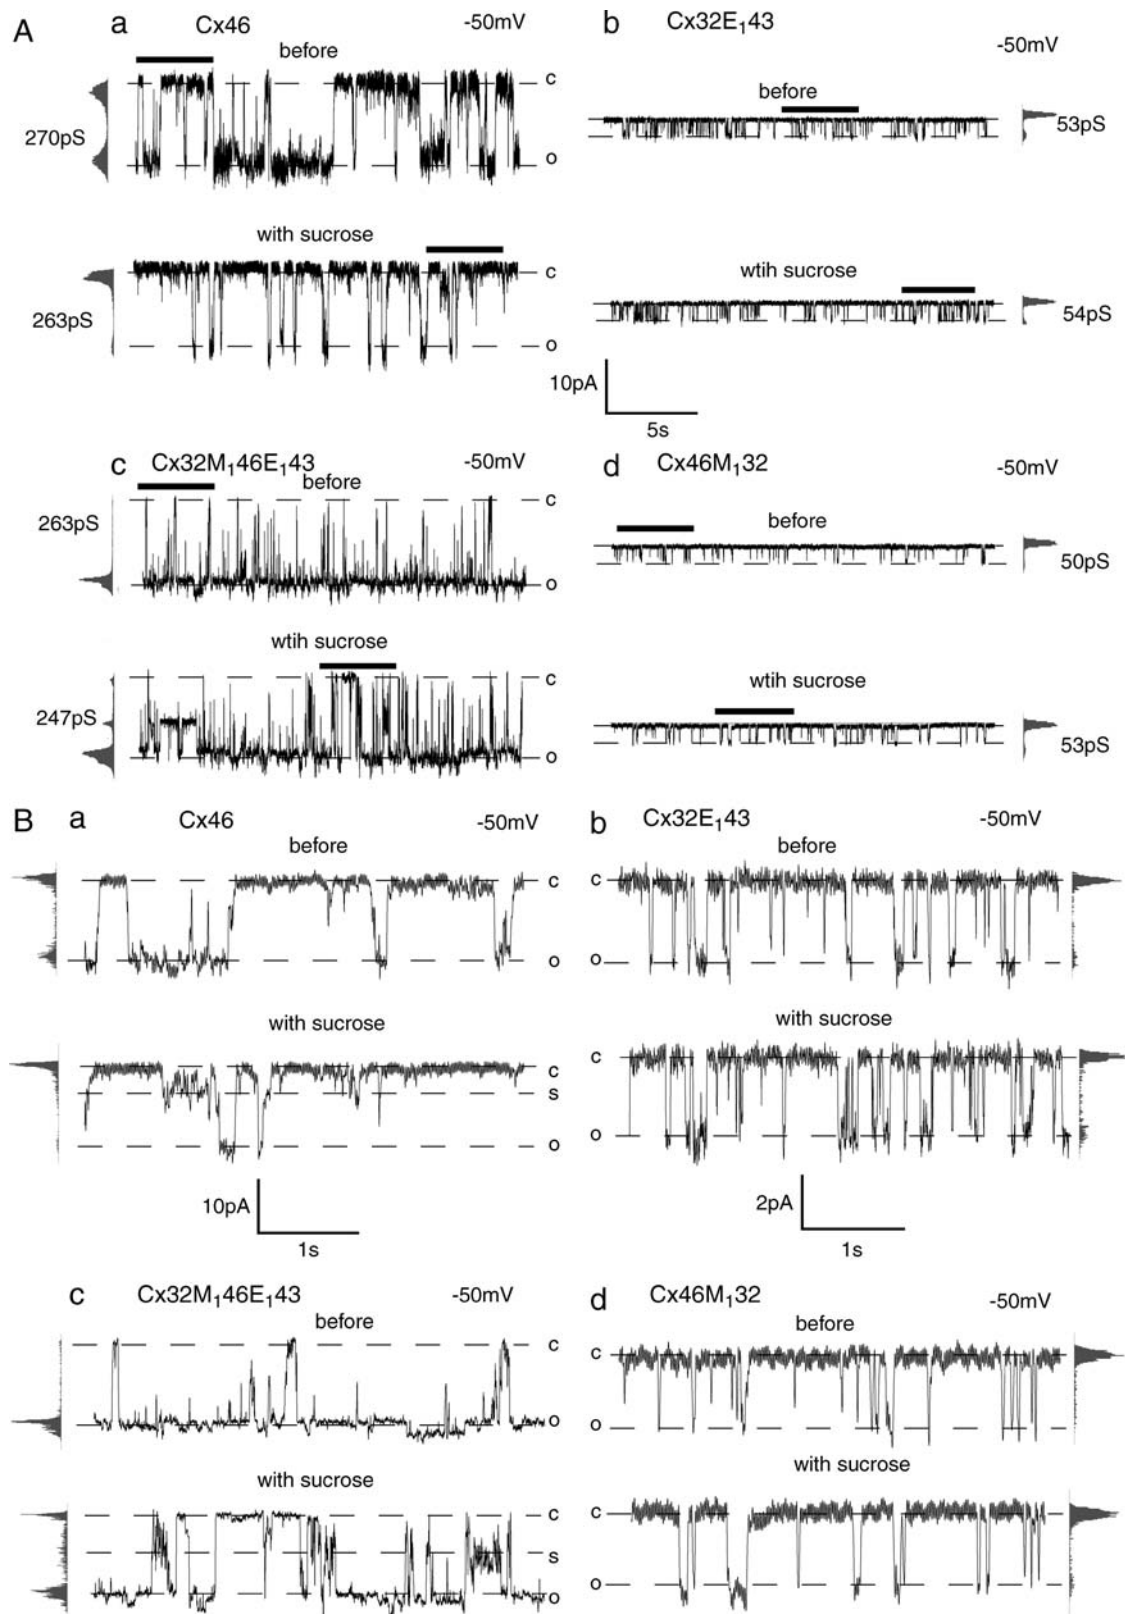 A
a Cx46 -50mV
before
c
270pS
o
with sucrose
c
263pS
o
b Cx32E₁43
-50mV
before
53pS
wtih sucrose
54pS
10pA
5s
c Cx32M₁46E₁43 -50mV
before
c
263pS
o
wtih sucrose
c
247pS
o
d Cx46M₁32 -50mV
before
50pS
wtih sucrose
53pS
B
a Cx46 -50mV
before
c
o
with sucrose
c
s
o
10pA
1s
b Cx32E₁43 -50mV
before
c
o
with sucrose
c
o
2pA
1s
c Cx32M₁46E₁43 -50mV
before
c
o
with sucrose
c
s
o
d Cx46M₁32 -50mV
before
c
o
with sucrose
c
o